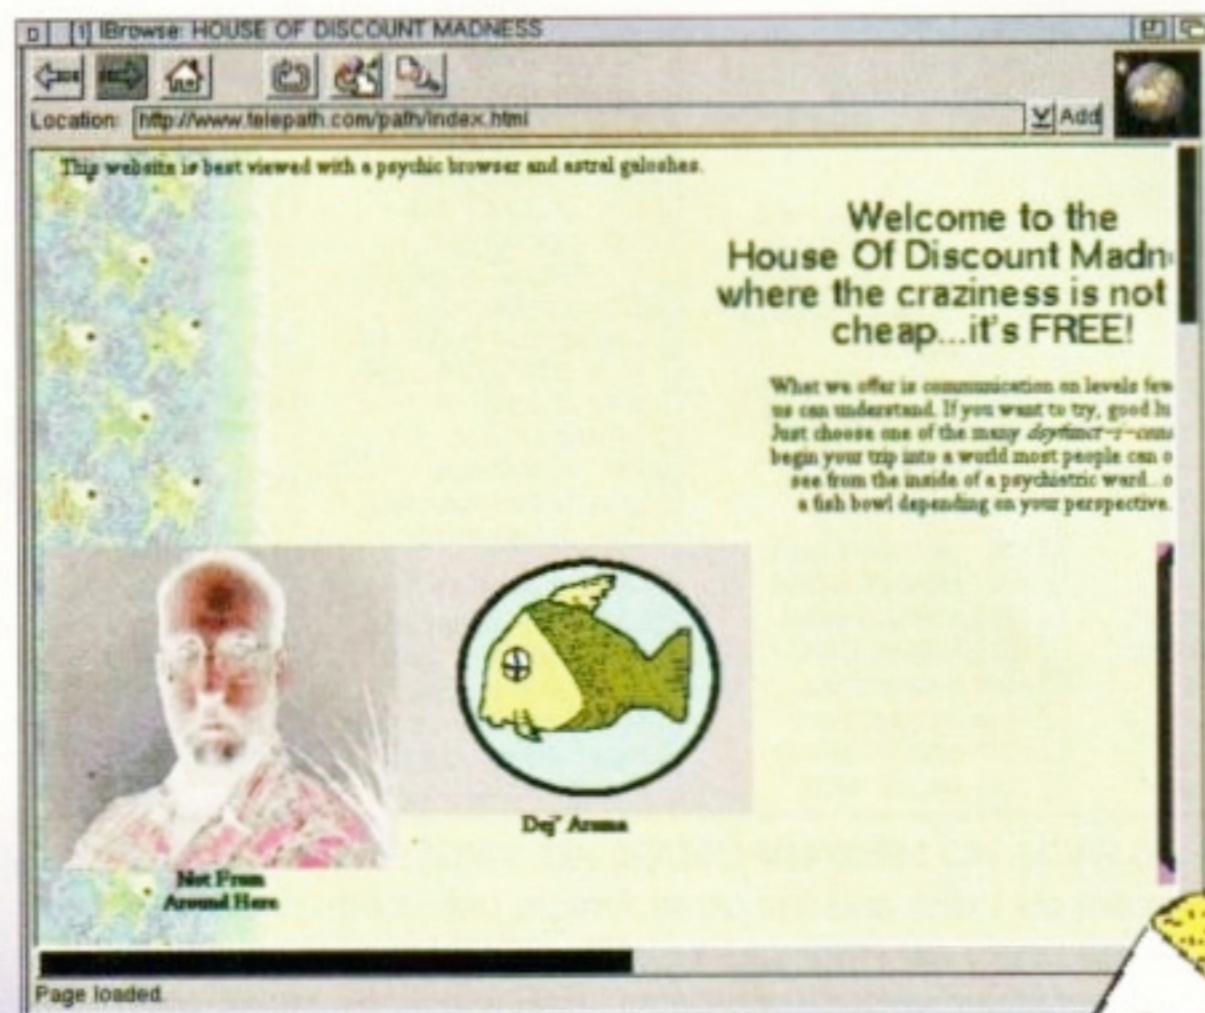 [1] IBrowse: HOUSE OF DISCOUNT MADNESS
Location: http://www.telepath.com/path/index.html
Add
This website is best viewed with a psychic browser and astral galoshes.
Welcome to the
House Of Discount Madn
where the craziness is not
cheap...it's FREE!
What we offer is communication on levels few
us can understand. If you want to try, good lu
Just choose one of the many
begin your trip into a world most people can o
see from the inside of a psychiatric ward...o
a fish bowl depending on your perspective.
Dej" Aruma
Not From
Around Here
Page loaded.